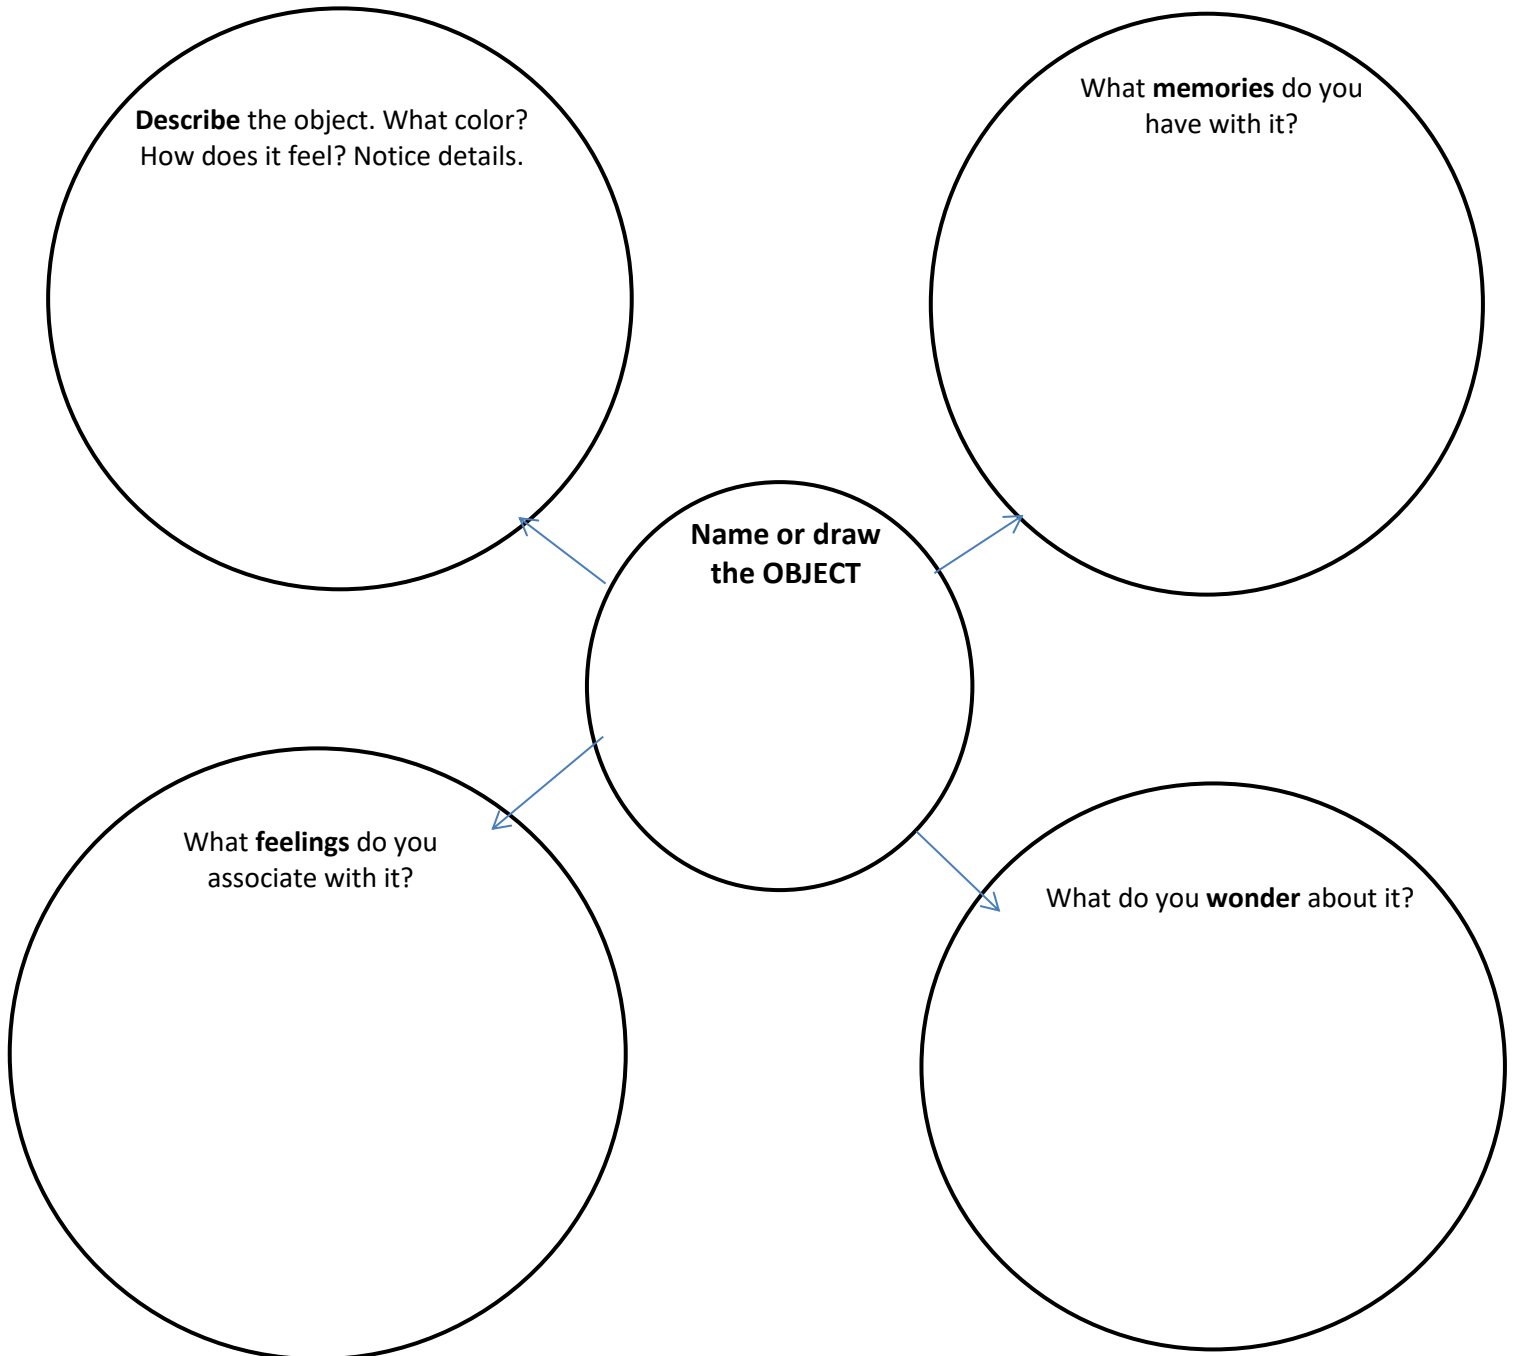 Describe the object. What color?
How does it feel? Notice details.
What memories do you
have with it?
Name or draw
the OBJECT
What feelings do you
associate with it?
What do you wonder about it?